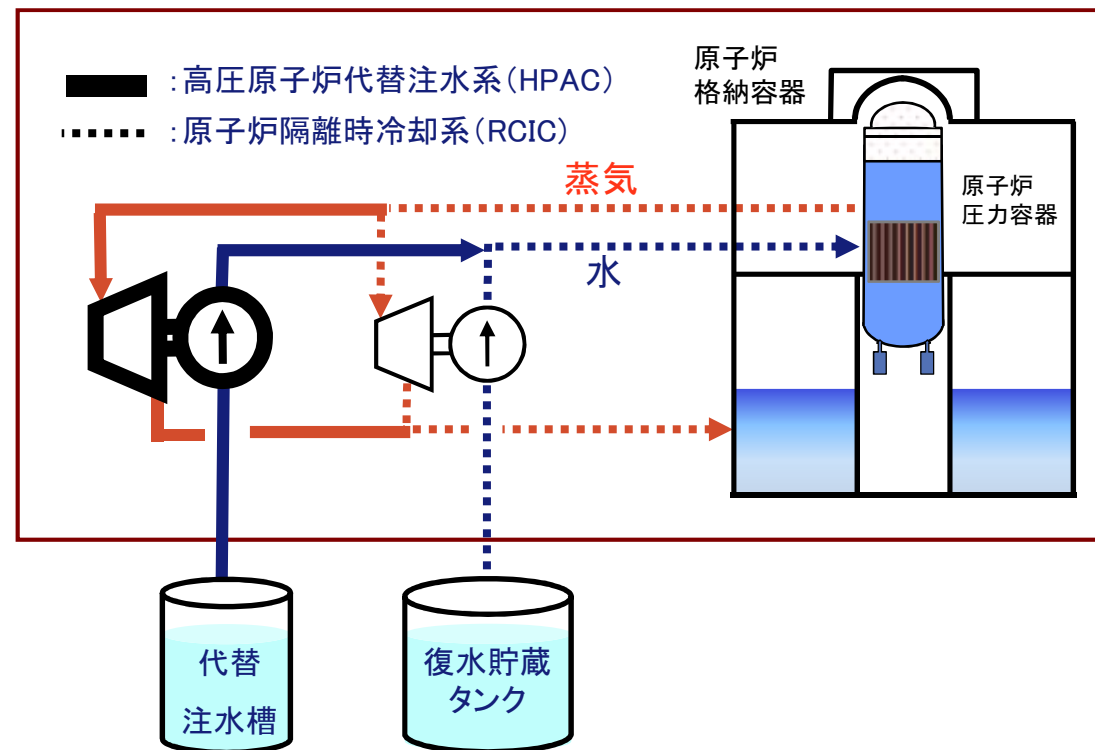 :高圧原子炉代替注水系(HPAC)
:原子炉隔離時冷却系(RCIC)
原子炉
格納容器
蒸気
原子炉
圧力容器
水
代替
注水槽
復水貯蔵
タンク